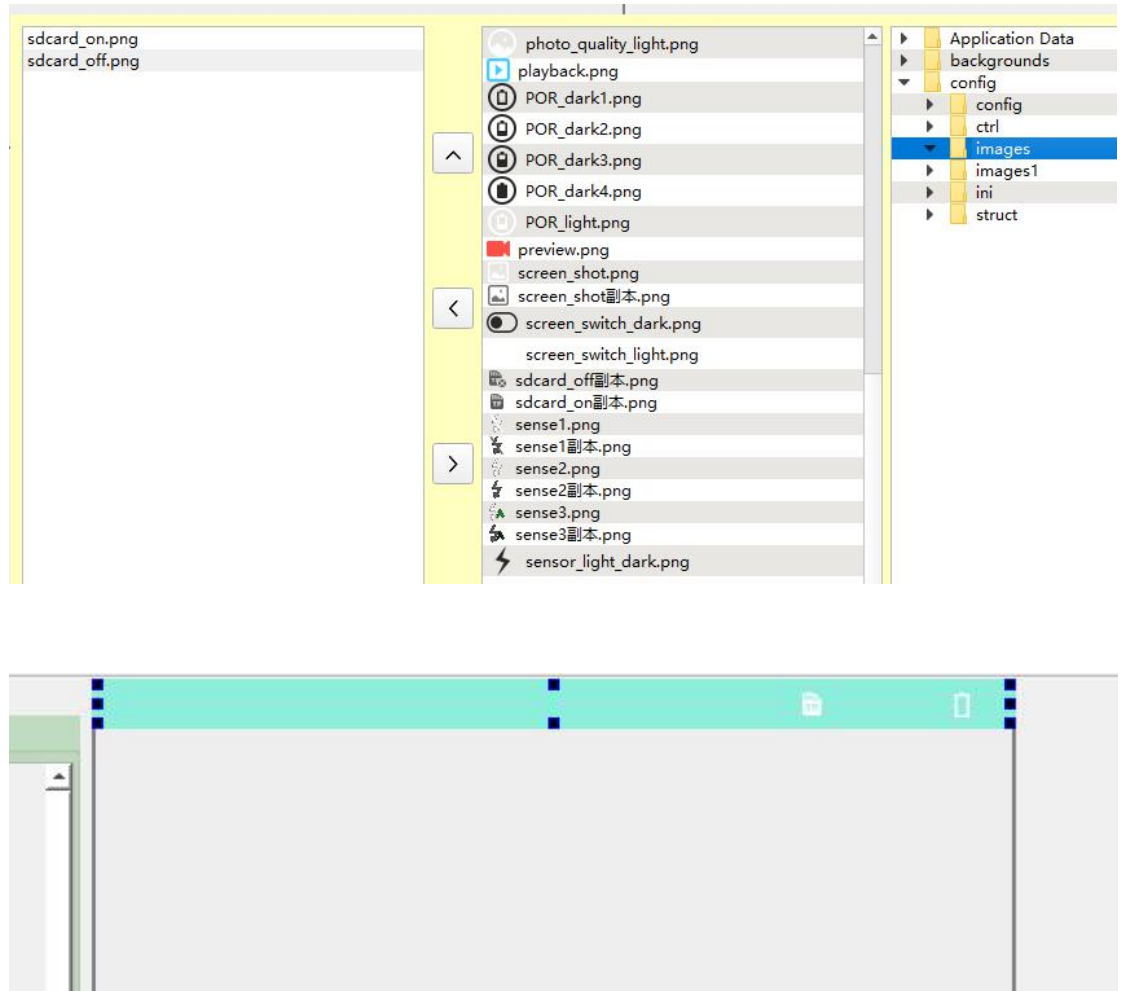 sdcard_on.png
sdcard_off.png
photo_quality_light.png
playback.png
POR_dark1.png
POR_dark2.png
POR_dark3.png
POR_dark4.png
POR_light.png
preview.png
screen_shot.png
screen_shot副本.png
screen_switch_dark.png
screen_switch_light.png
sdcard_off副本.png
sdcard_on副本.png
sense1.png
sense1副本.png
sense2.png
sense2副本.png
sense3.png
sense3副本.png
sensor_light_dark.png
Application Data
backgrounds
config
config
ctrl
images
images1
ini
struct